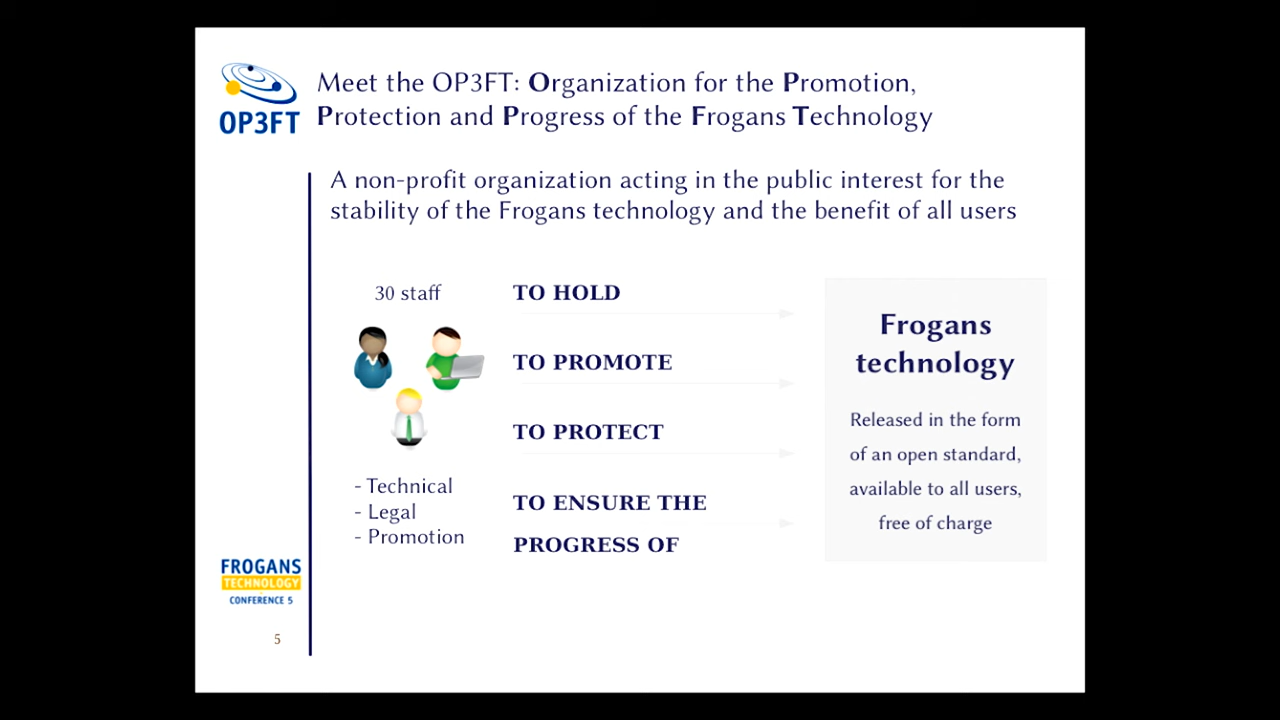 Meet the OP3FT: Organization for the Promotion,
Protection and Progress of the Frogans Technology
OP3FT
A non-profit organization acting in the public interest for the
stability of the Frogans technology and the benefit of all users
30 staff
- Technical
- Legal
- Promotion
TO HOLD
TO PROMOTE
TO PROTECT
TO ENSURE THE
PROGRESS OF
Frogans
technology
Released in the form
of an open standard,
available to all users,
free of charge
FROGANS
TECHNOLOGY
CONFERENCE 5
5